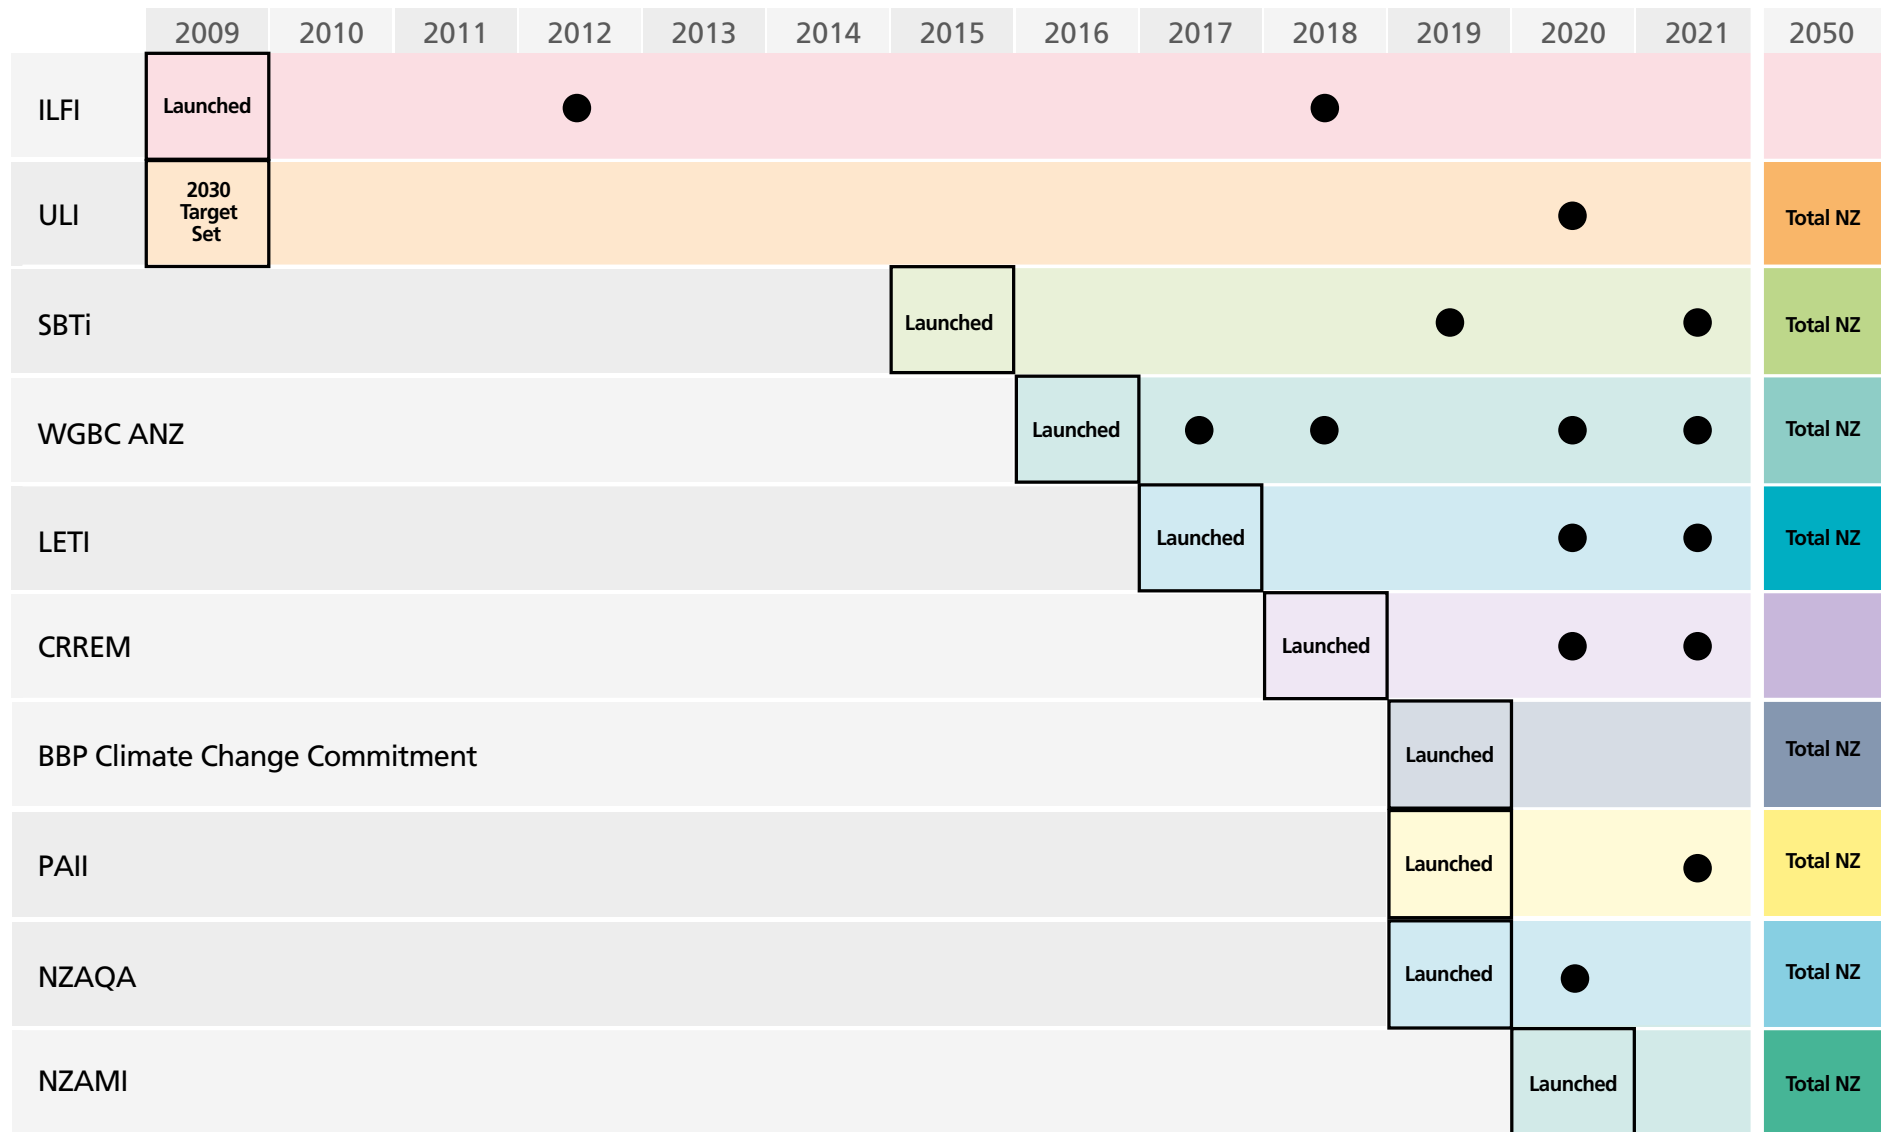 2009 2010 2011 2012 2013 2014 2015 2016 2017 2018 2019 2020 2021 2050
ILFI Launched
ULI 2030 Target Set Total NZ
SBTi Launched Total NZ
WGBC ANZ Launched Total NZ
LETI Launched Total NZ
CRREM Launched
BBP Climate Change Commitment Launched Total NZ
PAII Launched Total NZ
NZAQA Launched Total NZ
NZAMI Launched Total NZ